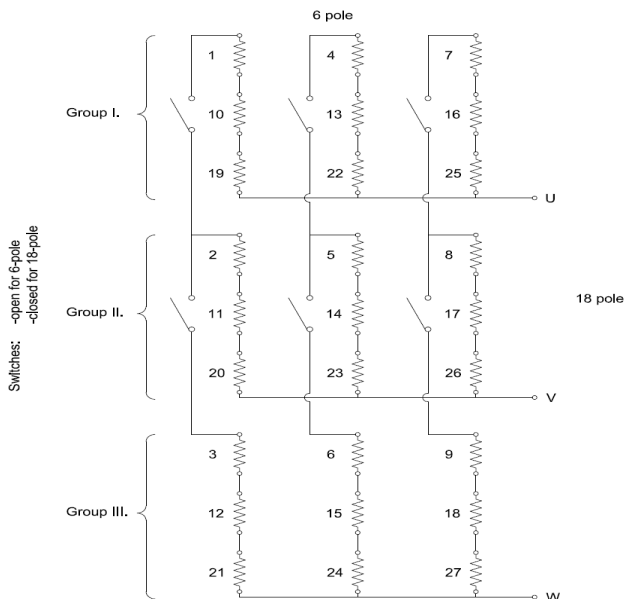 6 pole
1 4 7
Group I. 10 13 16
19 22 25
U
2 5 8
Switches: -open for 6-pole
-closed for 18-pole
Group II. 11 14 17
18 pole
20 23 26
V
3 6 9
Group III. 12 15 18
21 24 27
W